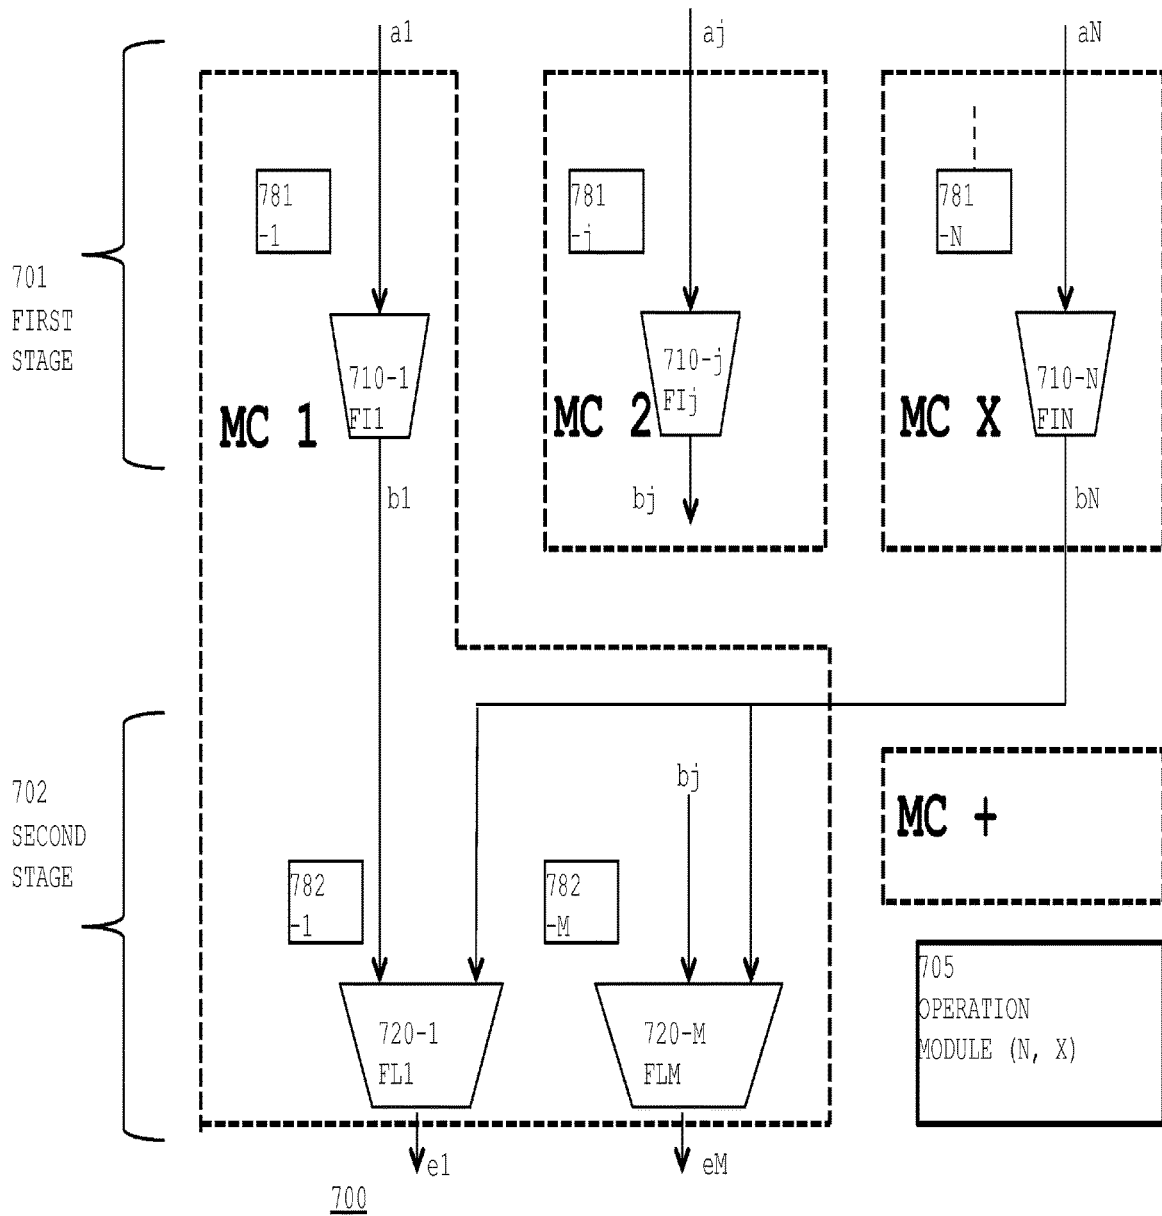 a1
aj
aN
781
-1
781
-j
781
-N
701
FIRST
STAGE
710-1
FI1
710-j
FIj
710-N
FIN
MC 1
MC 2
MC X
b1
bj
bN
702
SECOND
STAGE
bj
MC +
782
-1
782
-M
705
OPERATION
MODULE (N, X)
720-1
FL1
720-M
FLM
e1
eM
700